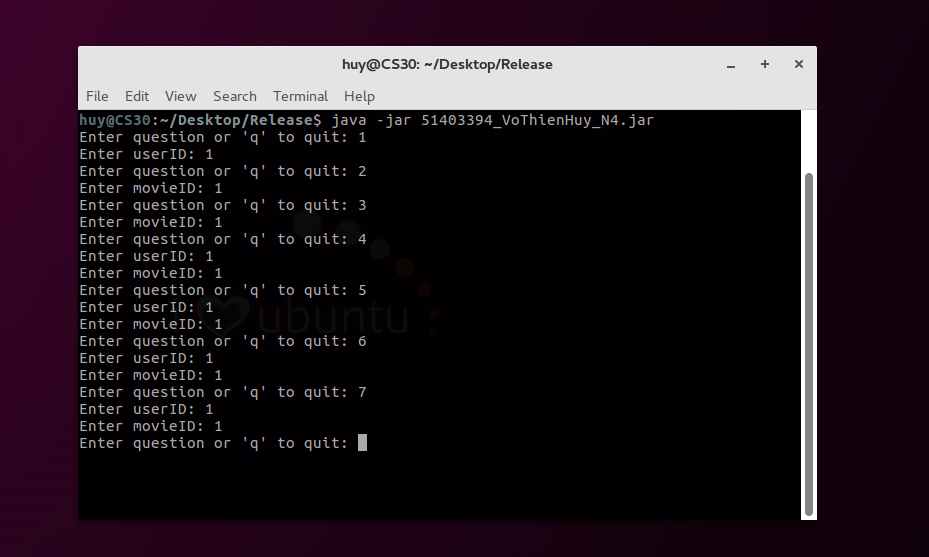 huy@CS30: ~/Desktop/Release
File Edit View Search Terminal Help
huy@CS30:~/Desktop/Release$ java -jar 51403394_VoThienHuy_N4.jar
Enter question or 'q' to quit: 1
Enter userID: 1
Enter question or 'q' to quit: 2
Enter movieID: 1
Enter question or 'q' to quit: 3
Enter movieID: 1
Enter question or 'q' to quit: 4
Enter userID: 1
Enter movieID: 1
Enter question or 'q' to quit: 5
Enter userID: 1
Enter movieID: 1
Enter question or 'q' to quit: 6
Enter userID: 1
Enter movieID: 1
Enter question or 'q' to quit: 7
Enter userID: 1
Enter movieID: 1
Enter question or 'q' to quit:
ubuntu